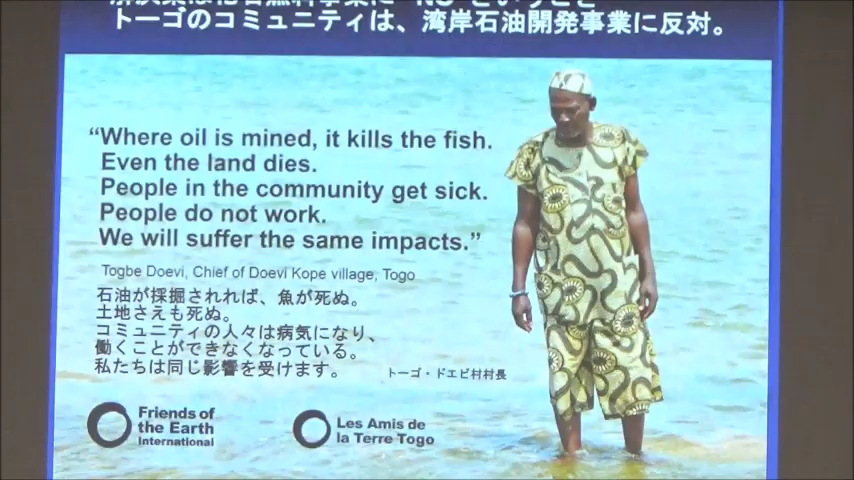 トーゴのコミュニティは、湾岸石油開発事業に反対。
“Where oil is mined, it kills the fish.
Even the land dies.
People in the community get sick.
People do not work.
We will suffer the same impacts.”
Togbe Doevi, Chief of Doevi Kope village, Togo
石油が採掘されれば、魚が死ぬ。
土地さえも死ぬ。
コミュニティの人々は病気になり、
働くことができなくなっている。
私たちは同じ影響を受けます。
トーゴ・ドエビ村村長
Friends of
the Earth
International
Les Amis de
la Terre Togo